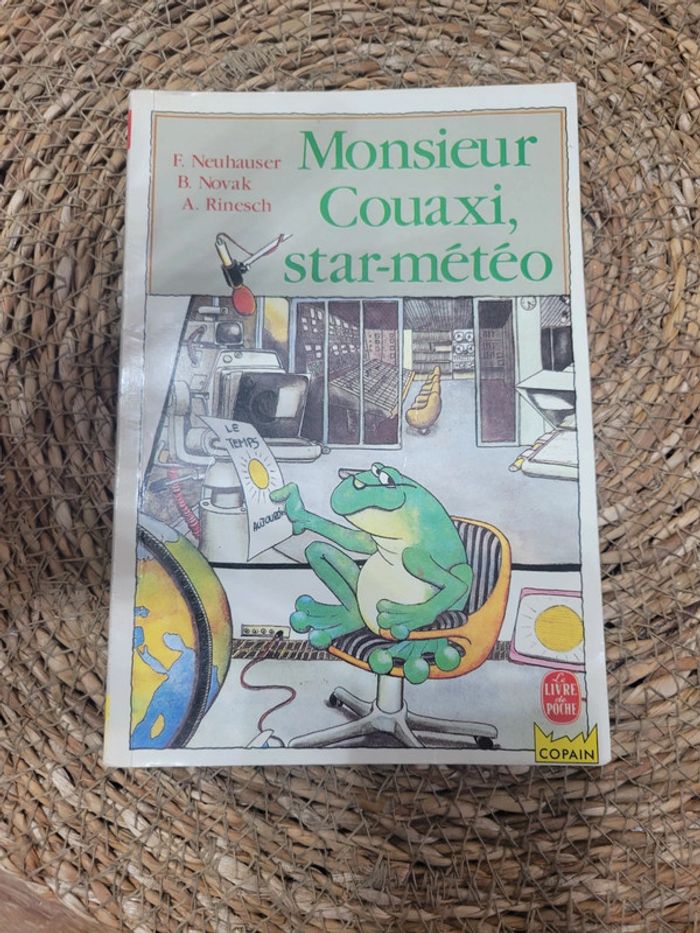 F. Neuhauser
B. Novak
A. Rinesch
Monsieur
Couaxi,
star-météo
LE
TEMPS
Le
LIVRE
de
POCHE
COPAIN